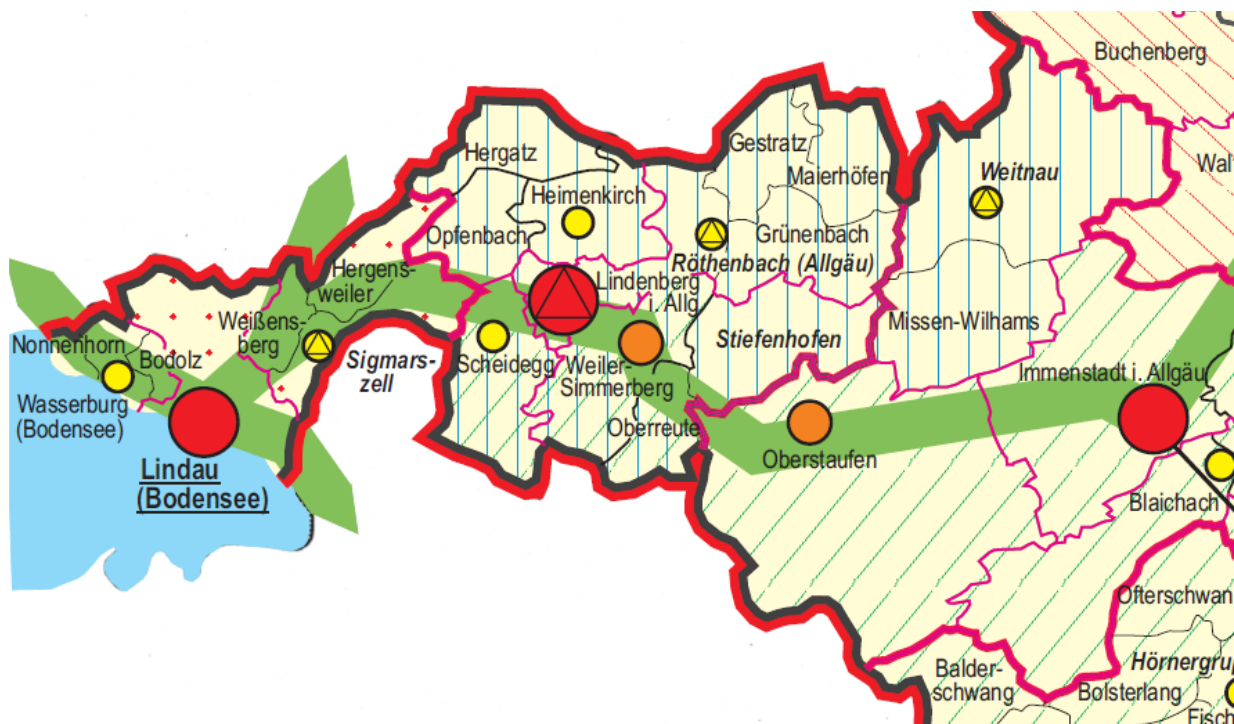 Buchenberg
Wal
Gestratz
Hergatz
Maierhöfen
Weitnau
Heimenkirch
Opfenbach
Grünenbach
Röthenbach (Allgäu)
Hergens-
weiler
Lindenberg
i. Allg
Weißens-
berg
Missen-Wilhams
Stiefenhofen
Nonnenhorn
Bodolz
Sigmars-
zell
Scheidegg
Weiler-
Simmerberg
Immenstadt i. Allgäu
Wasserburg
(Bodensee)
Oberreute
Oberstaufen
Lindau
(Bodensee)
Blaichach
Ofterschwan
Hörnergrup
Balder-
schwang
Bolsterlang
Fisch